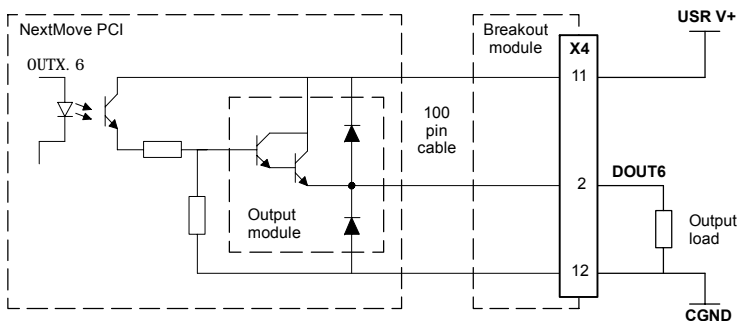 NextMove PCI
OUTX. 6
Output
module
100
pin
cable
Breakout
module
X4
11
2
12
USR V+
DOUT6
Output
load
CGND